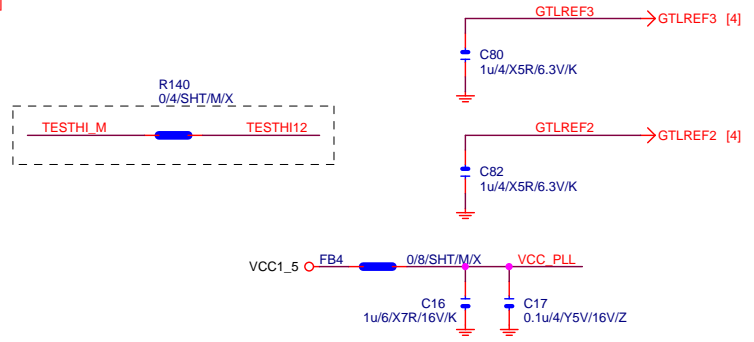 GTLREF3
GTLREF3 [4]
C80
1u/4/X5R/6.3V/K
R140
0/4/SHT/M/X
TESTHI_M
TESTHI12
GTLREF2
GTLREF2 [4]
C82
1u/4/X5R/6.3V/K
VCC1_5
FB4
0/8/SHT/M/X
VCC_PLL
C16
1u/6/X7R/16V/K
C17
0.1u/4/Y5V/16V/Z